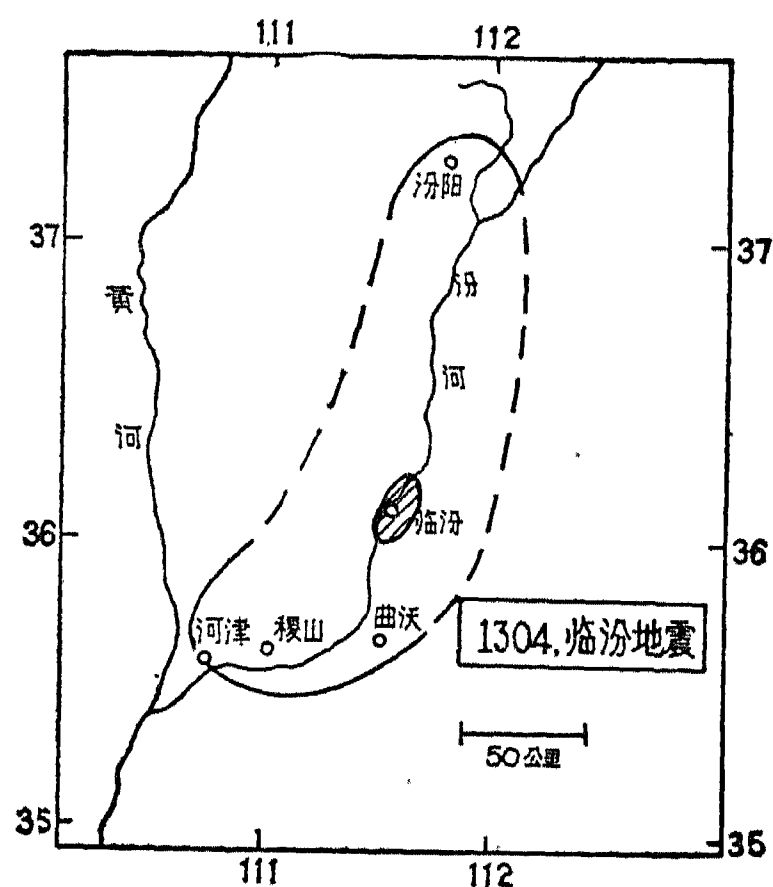 111 112
汾阳
37 37
汾
黄
河
河
临汾
36 36
河津 稷山 曲沃
1304.临汾地震
50公里
35 35
111 112